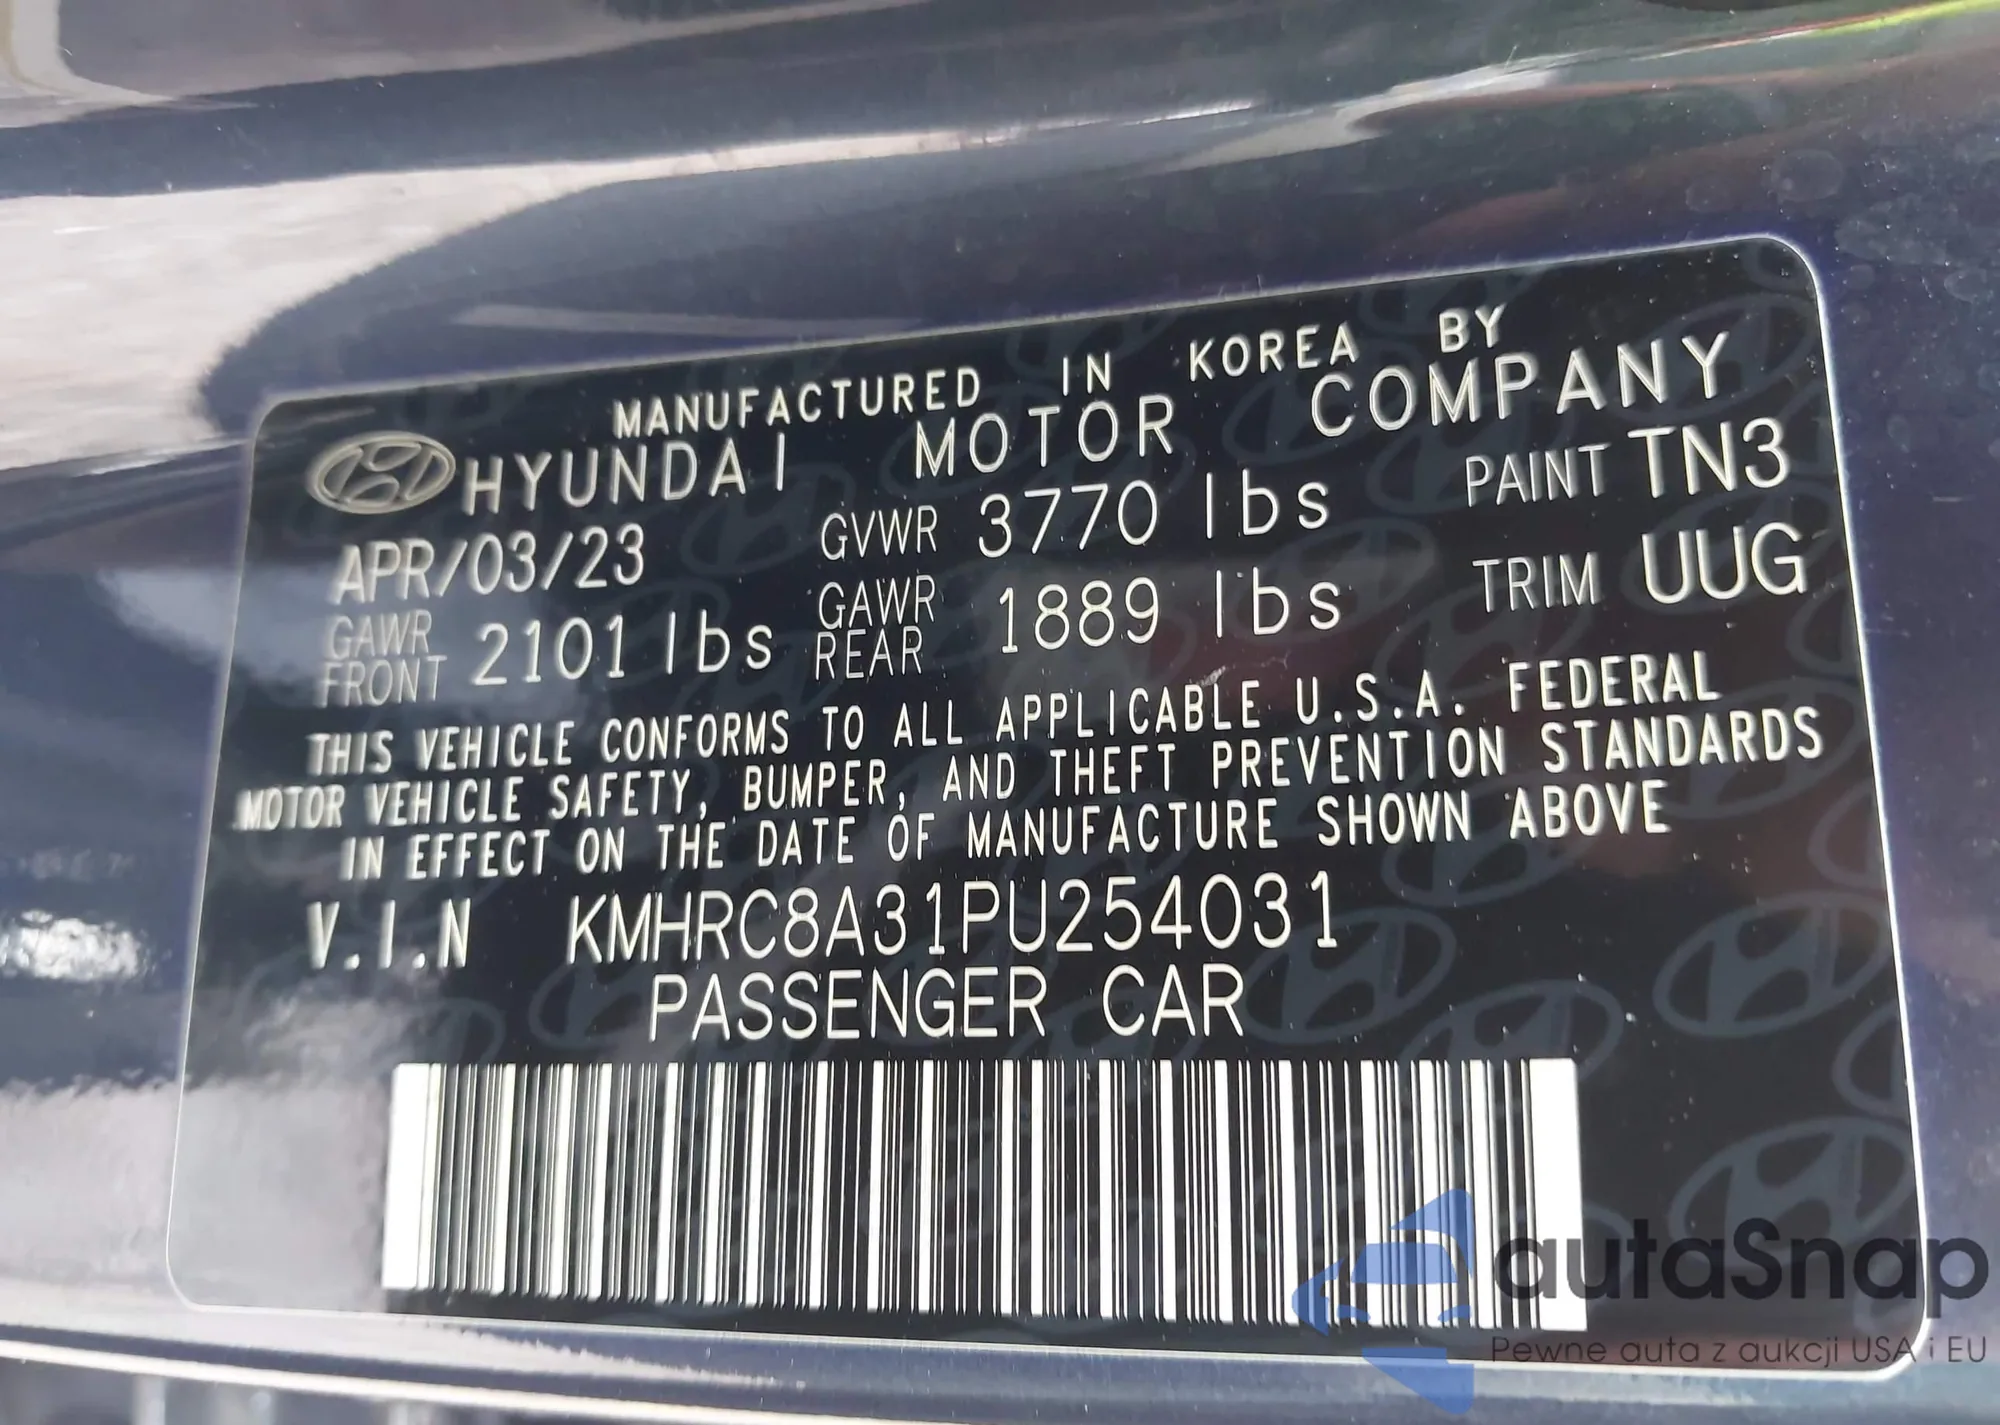 MANUFACTURED IN KOREA BY
HYUNDAI MOTOR COMPANY
APR/03/23 GVWR 3770 lbs PAINT TN3
GAWR FRONT 2101 lbs GAWR REAR 1889 lbs TRIM UUG
THIS VEHICLE CONFORMS TO ALL APPLICABLE U.S.A. FEDERAL
MOTOR VEHICLE SAFETY, BUMPER, AND THEFT PREVENTION STANDARDS
IN EFFECT ON THE DATE OF MANUFACTURE SHOWN ABOVE
V.I.N KMHRC8A31PU254031
PASSENGER CAR
autaSnap
Pewne auta z aukcji USA i EU